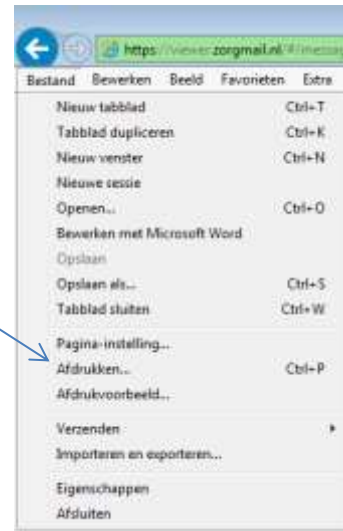 https://viewer.zorgmail.nl/#/messag
Bestand Bewerken Beeld Favorieten Extra
Nieuw tabblad Ctrl+T
Tabblad dupliceren Ctrl+K
Nieuw venster Ctrl+N
Nieuwe sessie
Openen... Ctrl+O
Bewerken met Microsoft Word
Opslaan
Opslaan als... Ctrl+S
Tabblad sluiten Ctrl+W
Pagina-instelling...
Afdrukken... Ctrl+P
Afdrukvoorbeeld...
Verzenden
Importeren en exporteren...
Eigenschappen
Afsluiten